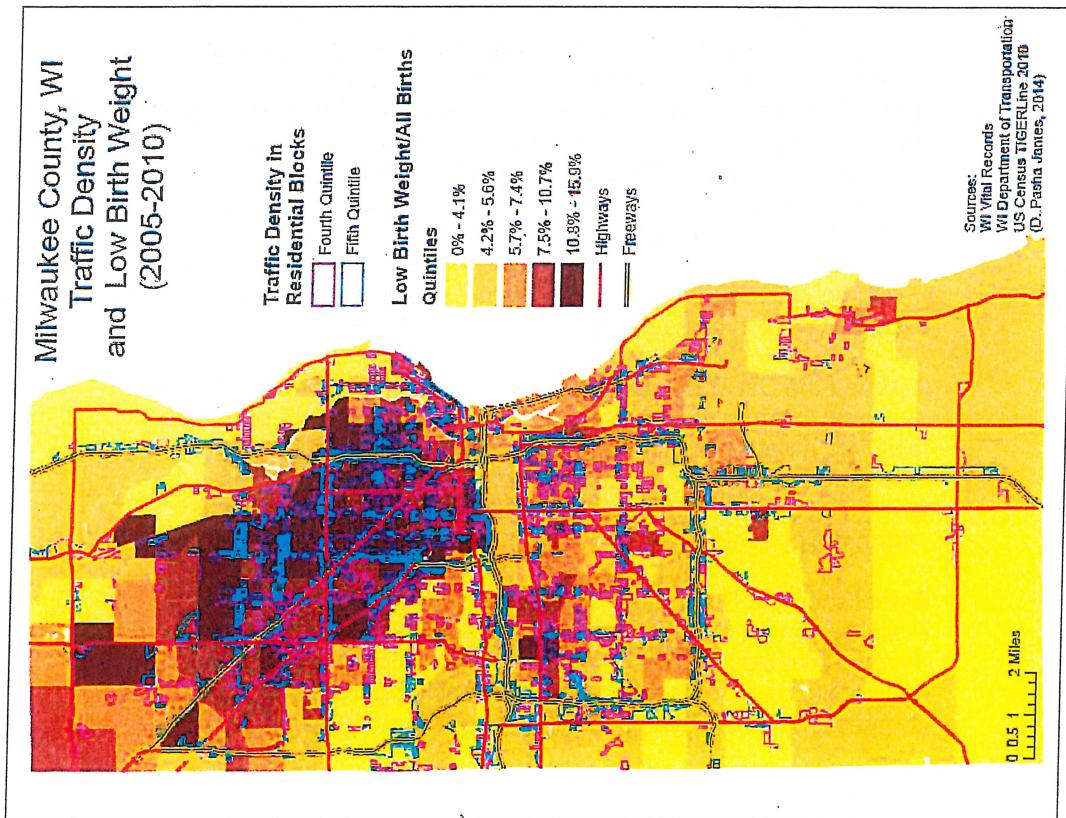 Milwaukee County, WI
Traffic Density
and Low Birth Weight
(2005-2010)
Traffic Density in
Residential Blocks
Fourth Quintile
Fifth Quintile
Low Birth Weight/All Births
Quintiles
0% - 4.1%
4.2% - 5.6%
5.7% - 7.4%
7.5% - 10.7%
10.8% - 15.9%
Highways
Freeways
Sources:
WI Vital Records
WI Department of Transportation
US Census TIGERLine 2010
(D. Pasha James, 2014)
0 0.5 1 2 Miles